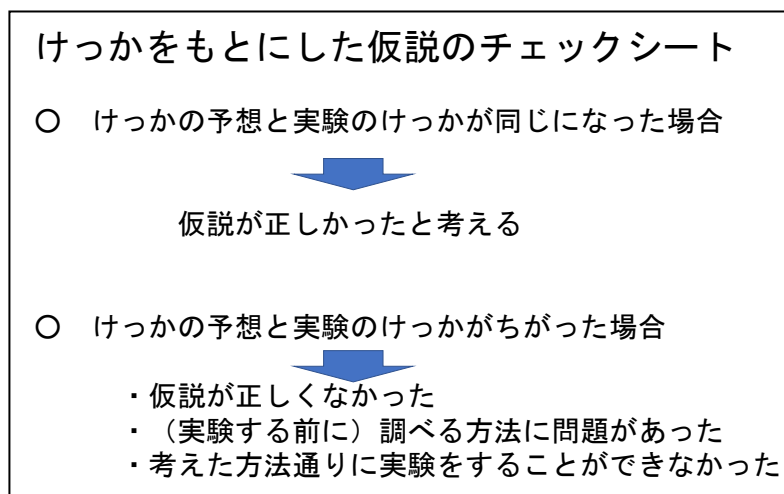 けっかをもとにした仮説のチェックシート
○　けっかの予想と実験のけっかが同じになった場合
仮説が正しかったと考える
○　けっかの予想と実験のけっかがちがった場合
・仮説が正しくなかった
・（実験する前に）調べる方法に問題があった
・考えた方法通りに実験をすることができなかった